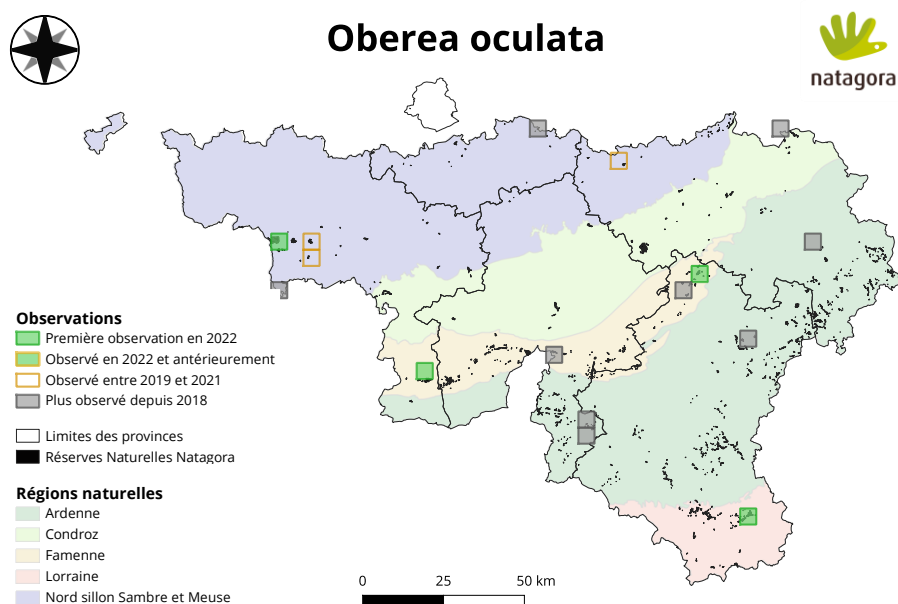 Oberea oculata
natagora
Observations
Première observation en 2022
Observé en 2022 et antérieurement
Observé entre 2019 et 2021
Plus observé depuis 2018
Limites des provinces
Réserves Naturelles Natagora
Régions naturelles
Ardenne
Condroz
Famenne
Lorraine
Nord sillon Sambre et Meuse
0 25 50 km